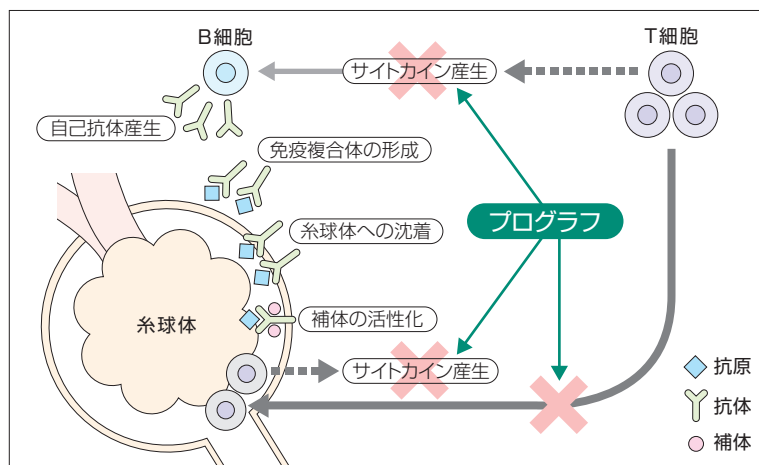 B細胞
T細胞
サイトカイン産生
自己抗体産生
免疫複合体の形成
糸球体への沈着
プログラフ
糸球体
補体の活性化
サイトカイン産生
抗原
抗体
補体